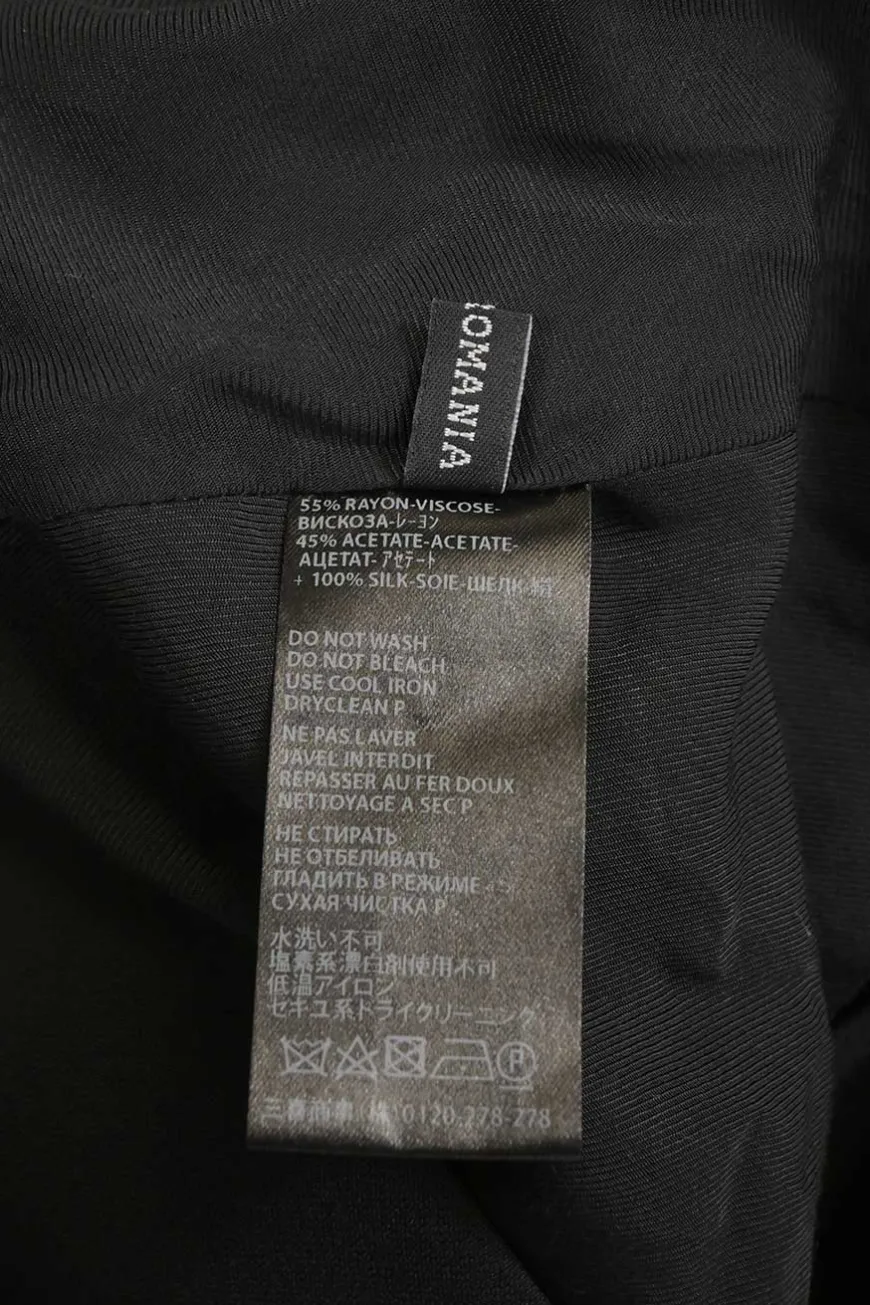 IOMANIA
55% RAYON-VISCOSE-
ВИСКОЗА-レーヨン
45% ACETATE-ACETATE-
АЦЕТАТ-アセテート
+ 100% SILK-SOIE-ШЕЛК-絹
DO NOT WASH
DO NOT BLEACH
USE COOL IRON
DRYCLEAN P
NE PAS LAVER
JAVEL INTERDIT
REPASSER AU FER DOUX
NETTOYAGE A SEC P
НЕ СТИРАТЬ
НЕ ОТБЕЛИВАТЬ
ГЛАДИТЬ В РЕЖИМЕ
СУХАЯ ЧИСТКА P
水洗い不可
塩素系漂白剤使用不可
低温アイロン
セキユ系ドライクリーニング
P
(株)0120-278-278